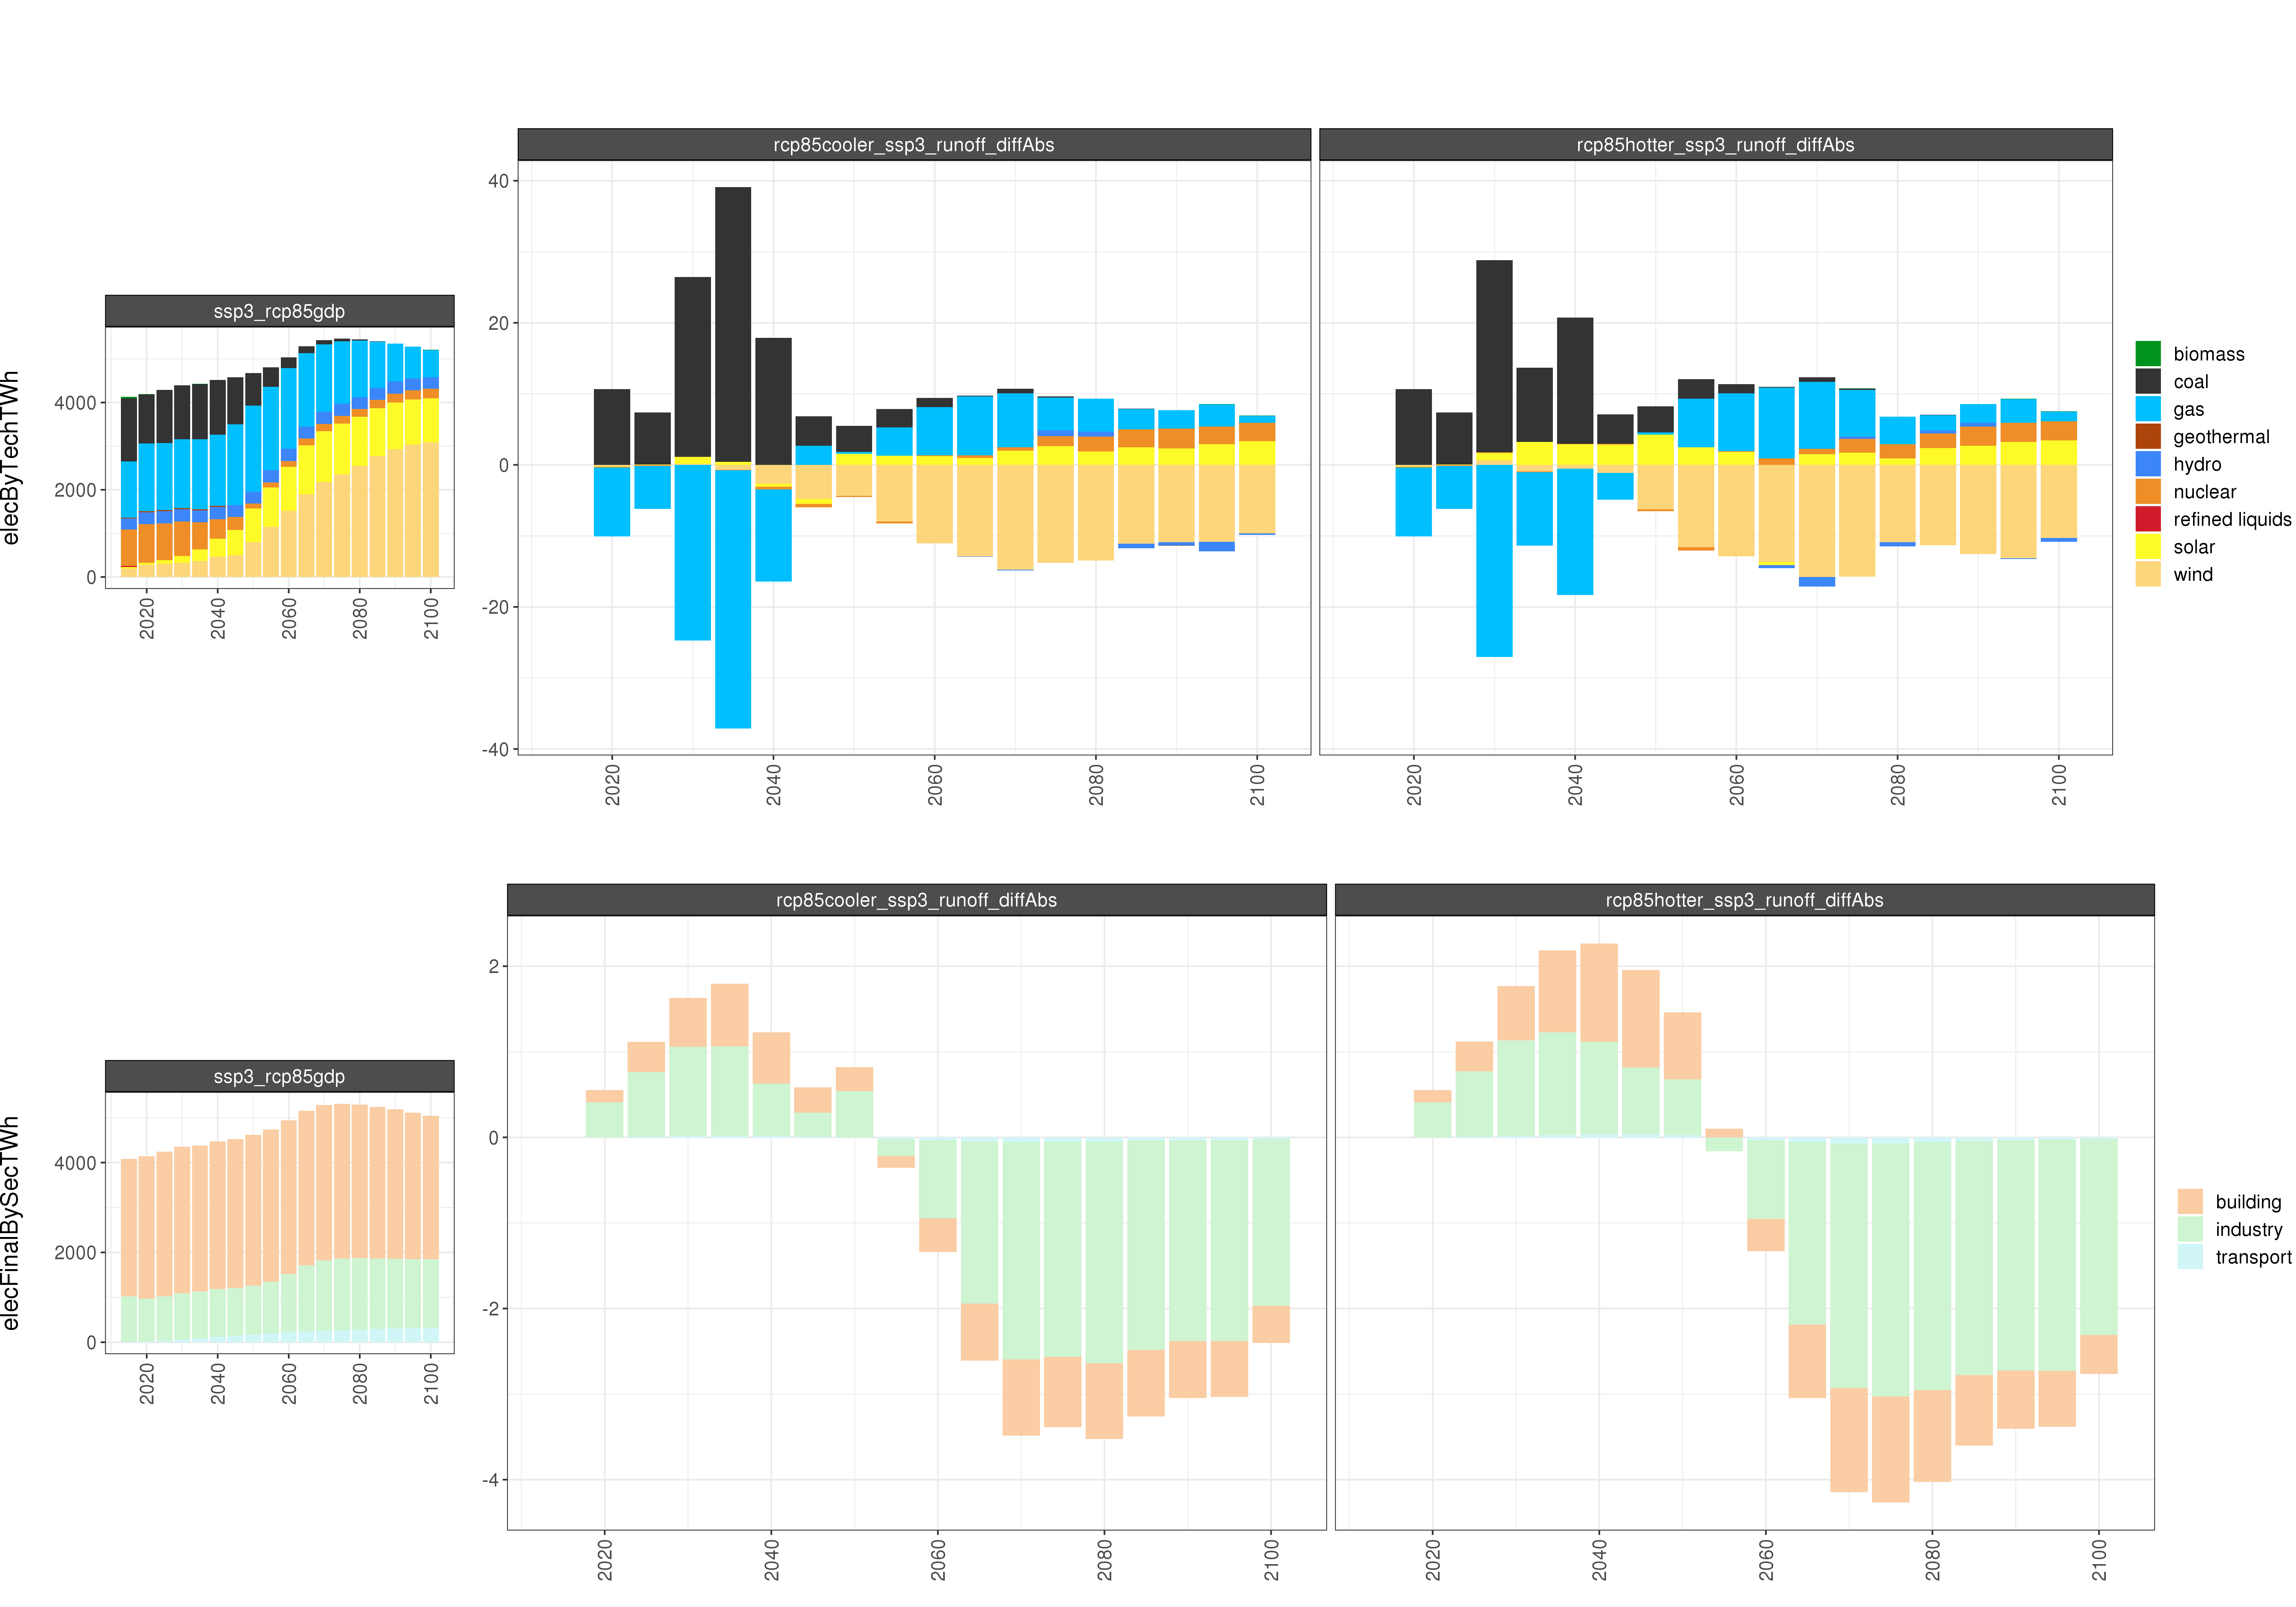 elecByTechTWh
ssp3_rcp85gdp
4000
2000
0
2020
2040
2060
2080
2100
rcp85cooler_ssp3_runoff_diffAbs
rcp85hotter_ssp3_runoff_diffAbs
40
20
0
-20
-40
2020
2040
2060
2080
2100
2020
2040
2060
2080
2100
biomass
coal
gas
geothermal
hydro
nuclear
refined liquids
solar
wind
elecFinalBySecTWh
ssp3_rcp85gdp
4000
2000
0
2020
2040
2060
2080
2100
rcp85cooler_ssp3_runoff_diffAbs
rcp85hotter_ssp3_runoff_diffAbs
2
0
-2
-4
2020
2040
2060
2080
2100
2020
2040
2060
2080
2100
building
industry
transport